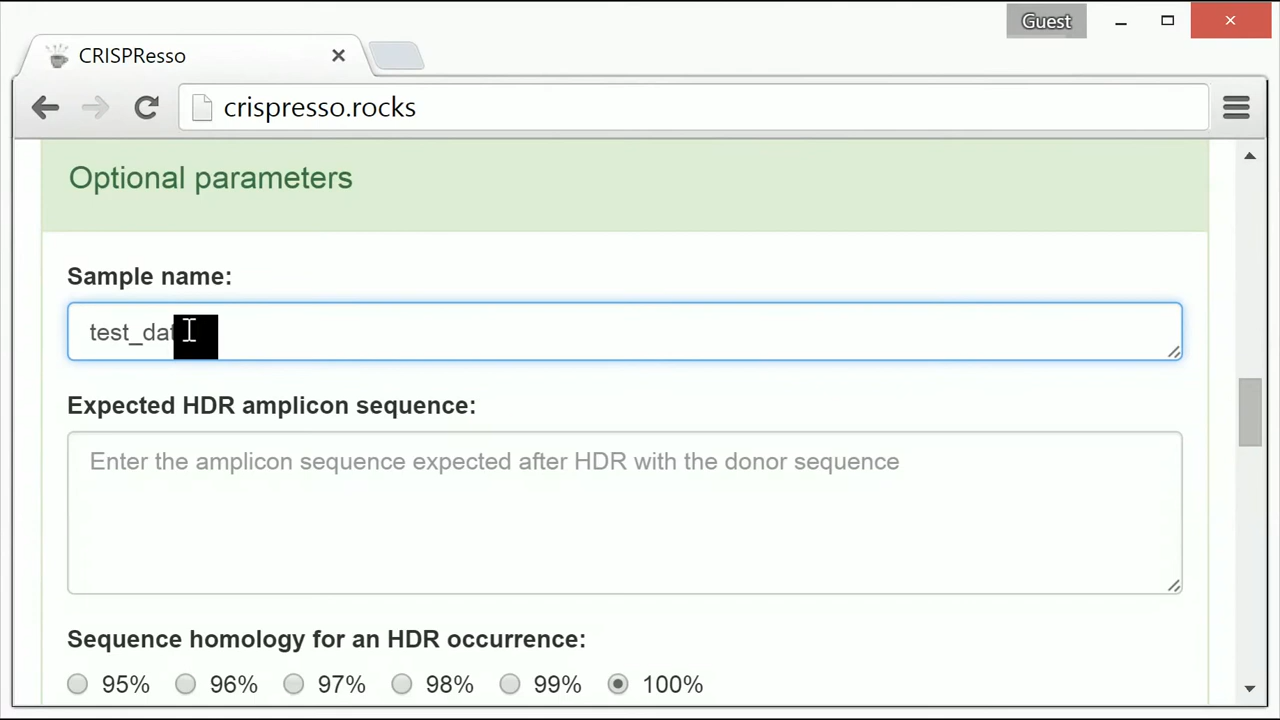 Guest
CRISPResso
crispresso.rocks
Optional parameters
Sample name:
test_dat
Expected HDR amplicon sequence:
Enter the amplicon sequence expected after HDR with the donor sequence
Sequence homology for an HDR occurrence:
95% 96% 97% 98% 99% 100%